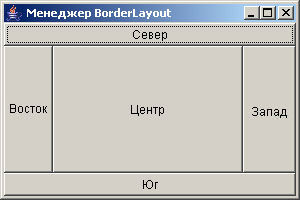 Менеджер BorderLayout
Север
Восток
Центр
Запад
Юг